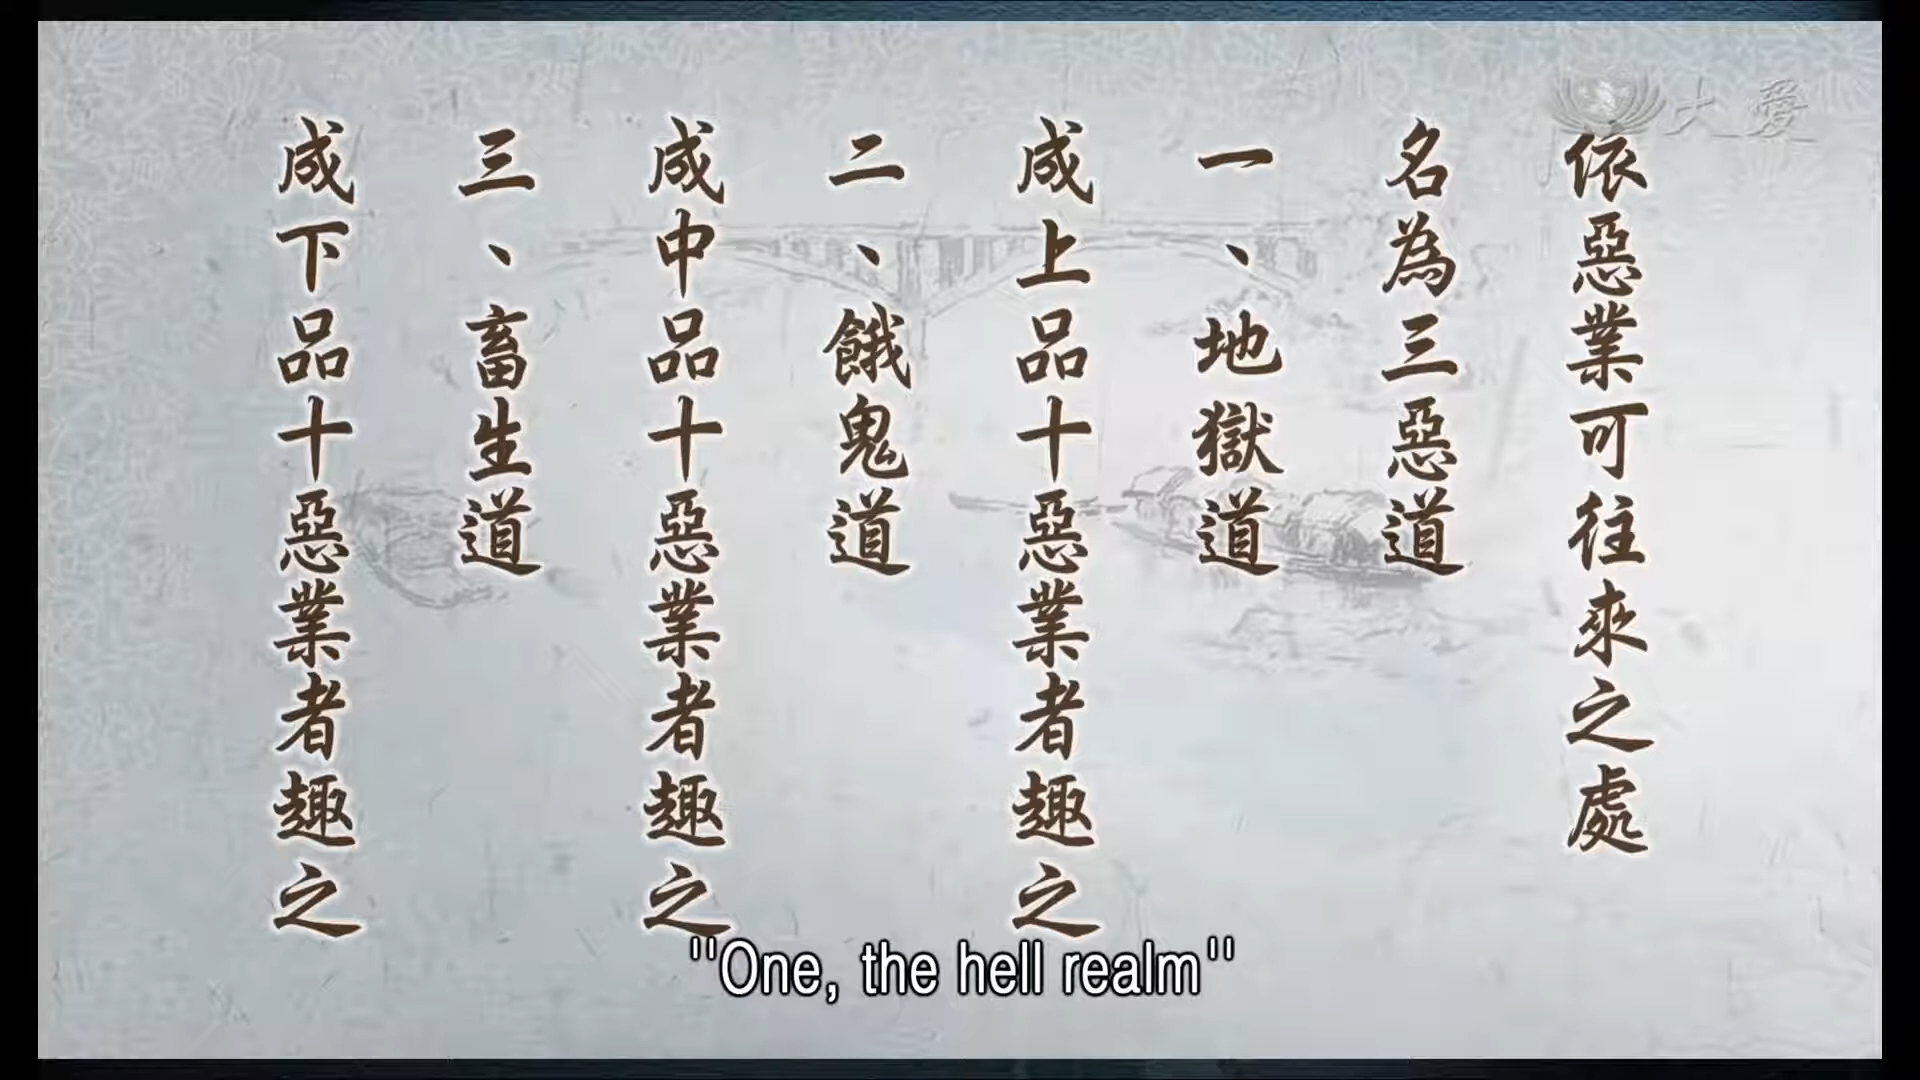 大愛
依惡業可往來之處
名為三惡道
一、地獄道
成上品十惡業者趣之
二、餓鬼道
成中品十惡業者趣之
三、畜生道
成下品十惡業者趣之
"One, the hell realm"